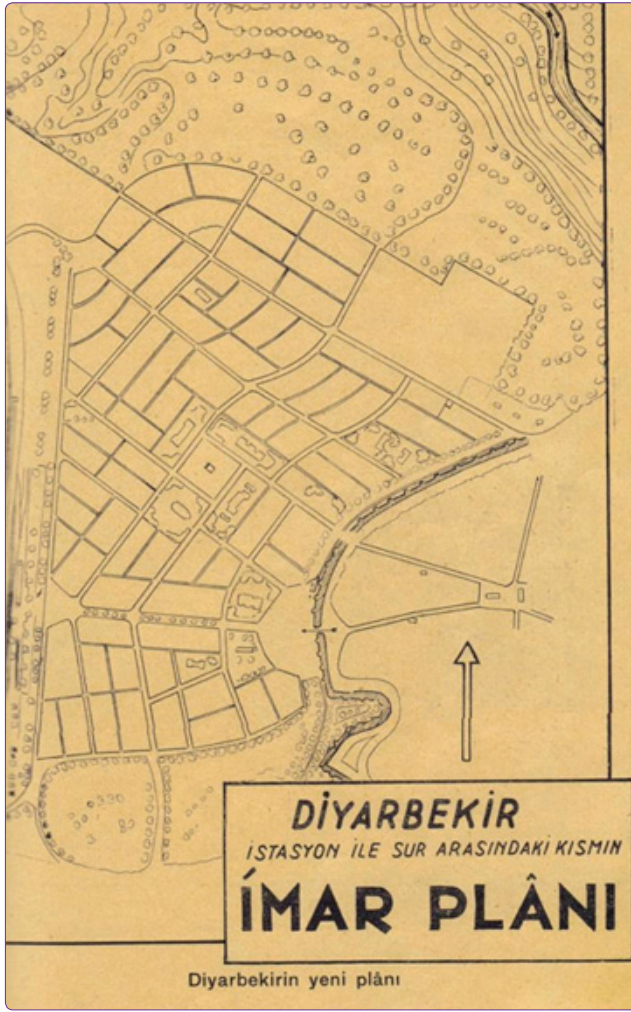 DİYARBEKİR
İSTASYON İLE SUR ARASINDAKİ KISMIN
İMAR PLÂNI
Diyarbekirin yeni plânı